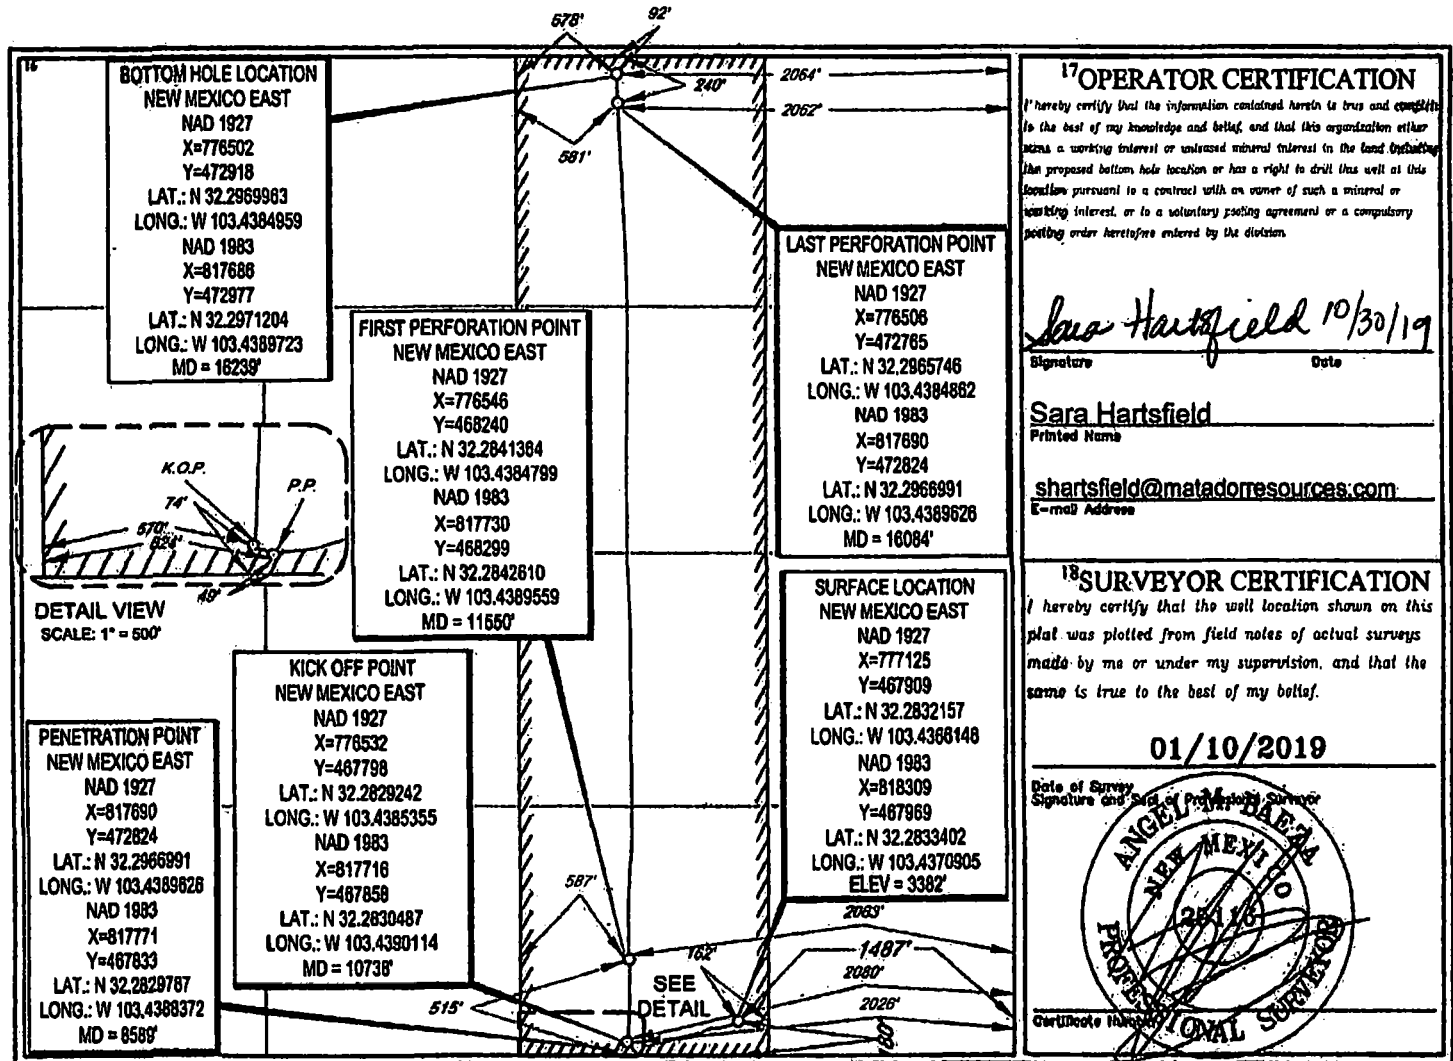 678'
92'
16
BOTTOM HOLE LOCATION
NEW MEXICO EAST
NAD 1927
X=776502
Y=472918
LAT.: N 32.2969963
LONG.: W 103.4384959
NAD 1983
X=817686
Y=472977
LAT.: N 32.2971204
LONG.: W 103.4389723
MD = 16239'
2064'
240'
2062'
581'
LAST PERFORATION POINT
NEW MEXICO EAST
NAD 1927
X=776506
Y=472765
LAT.: N 32.2965746
LONG.: W 103.4384862
NAD 1983
X=817690
Y=472824
LAT.: N 32.2966991
LONG.: W 103.4389626
MD = 16084'
FIRST PERFORATION POINT
NEW MEXICO EAST
NAD 1927
X=776546
Y=468240
LAT.: N 32.2841364
LONG.: W 103.4384799
NAD 1983
X=817730
Y=468299
LAT.: N 32.2842610
LONG.: W 103.4389559
MD = 11550'
K.O.P.
P.P.
74'
670'
624'
49'
DETAIL VIEW
SCALE: 1" = 500'
SURFACE LOCATION
NEW MEXICO EAST
NAD 1927
X=777125
Y=467909
LAT.: N 32.2832157
LONG.: W 103.4366148
NAD 1983
X=818309
Y=467969
LAT.: N 32.2833402
LONG.: W 103.4370905
ELEV = 3382'
KICK OFF POINT
NEW MEXICO EAST
NAD 1927
X=776532
Y=467798
LAT.: N 32.2829242
LONG.: W 103.4385355
NAD 1983
X=817716
Y=467858
LAT.: N 32.2830487
LONG.: W 103.4390114
MD = 10738'
PENETRATION POINT
NEW MEXICO EAST
NAD 1927
X=817690
Y=472824
LAT.: N 32.2966991
LONG.: W 103.4389626
NAD 1983
X=817771
Y=467833
LAT.: N 32.2829787
LONG.: W 103.4388372
MD = 8589'
587'
2063'
162'
1487'
2080'
SEE
DETAIL
515'
2026'
80'
17 OPERATOR CERTIFICATION
I hereby certify that the information contained herein is true and complete
to the best of my knowledge and belief, and that this organization either
owns a working interest or unleased mineral interest in the land including
the proposed bottom hole location or has a right to drill this well at this
location pursuant to a contract with an owner of such a mineral or
working interest, or to a voluntary pooling agreement or a compulsory
pooling order heretofore entered by the division.
Sara Hartsfield 10/30/19
Signature Date
Sara Hartsfield
Printed Name
shartsfield@matadorresources.com
E-mail Address
18 SURVEYOR CERTIFICATION
I hereby certify that the well location shown on this
plat was plotted from field notes of actual surveys
made by me or under my supervision, and that the
same is true to the best of my belief.
01/10/2019
Date of Survey
Signature and Seal of Professional Surveyor
ANGEL M. BAEZA
NEW MEXICO
25116
PROFESSIONAL SURVEYOR
Certificate Number